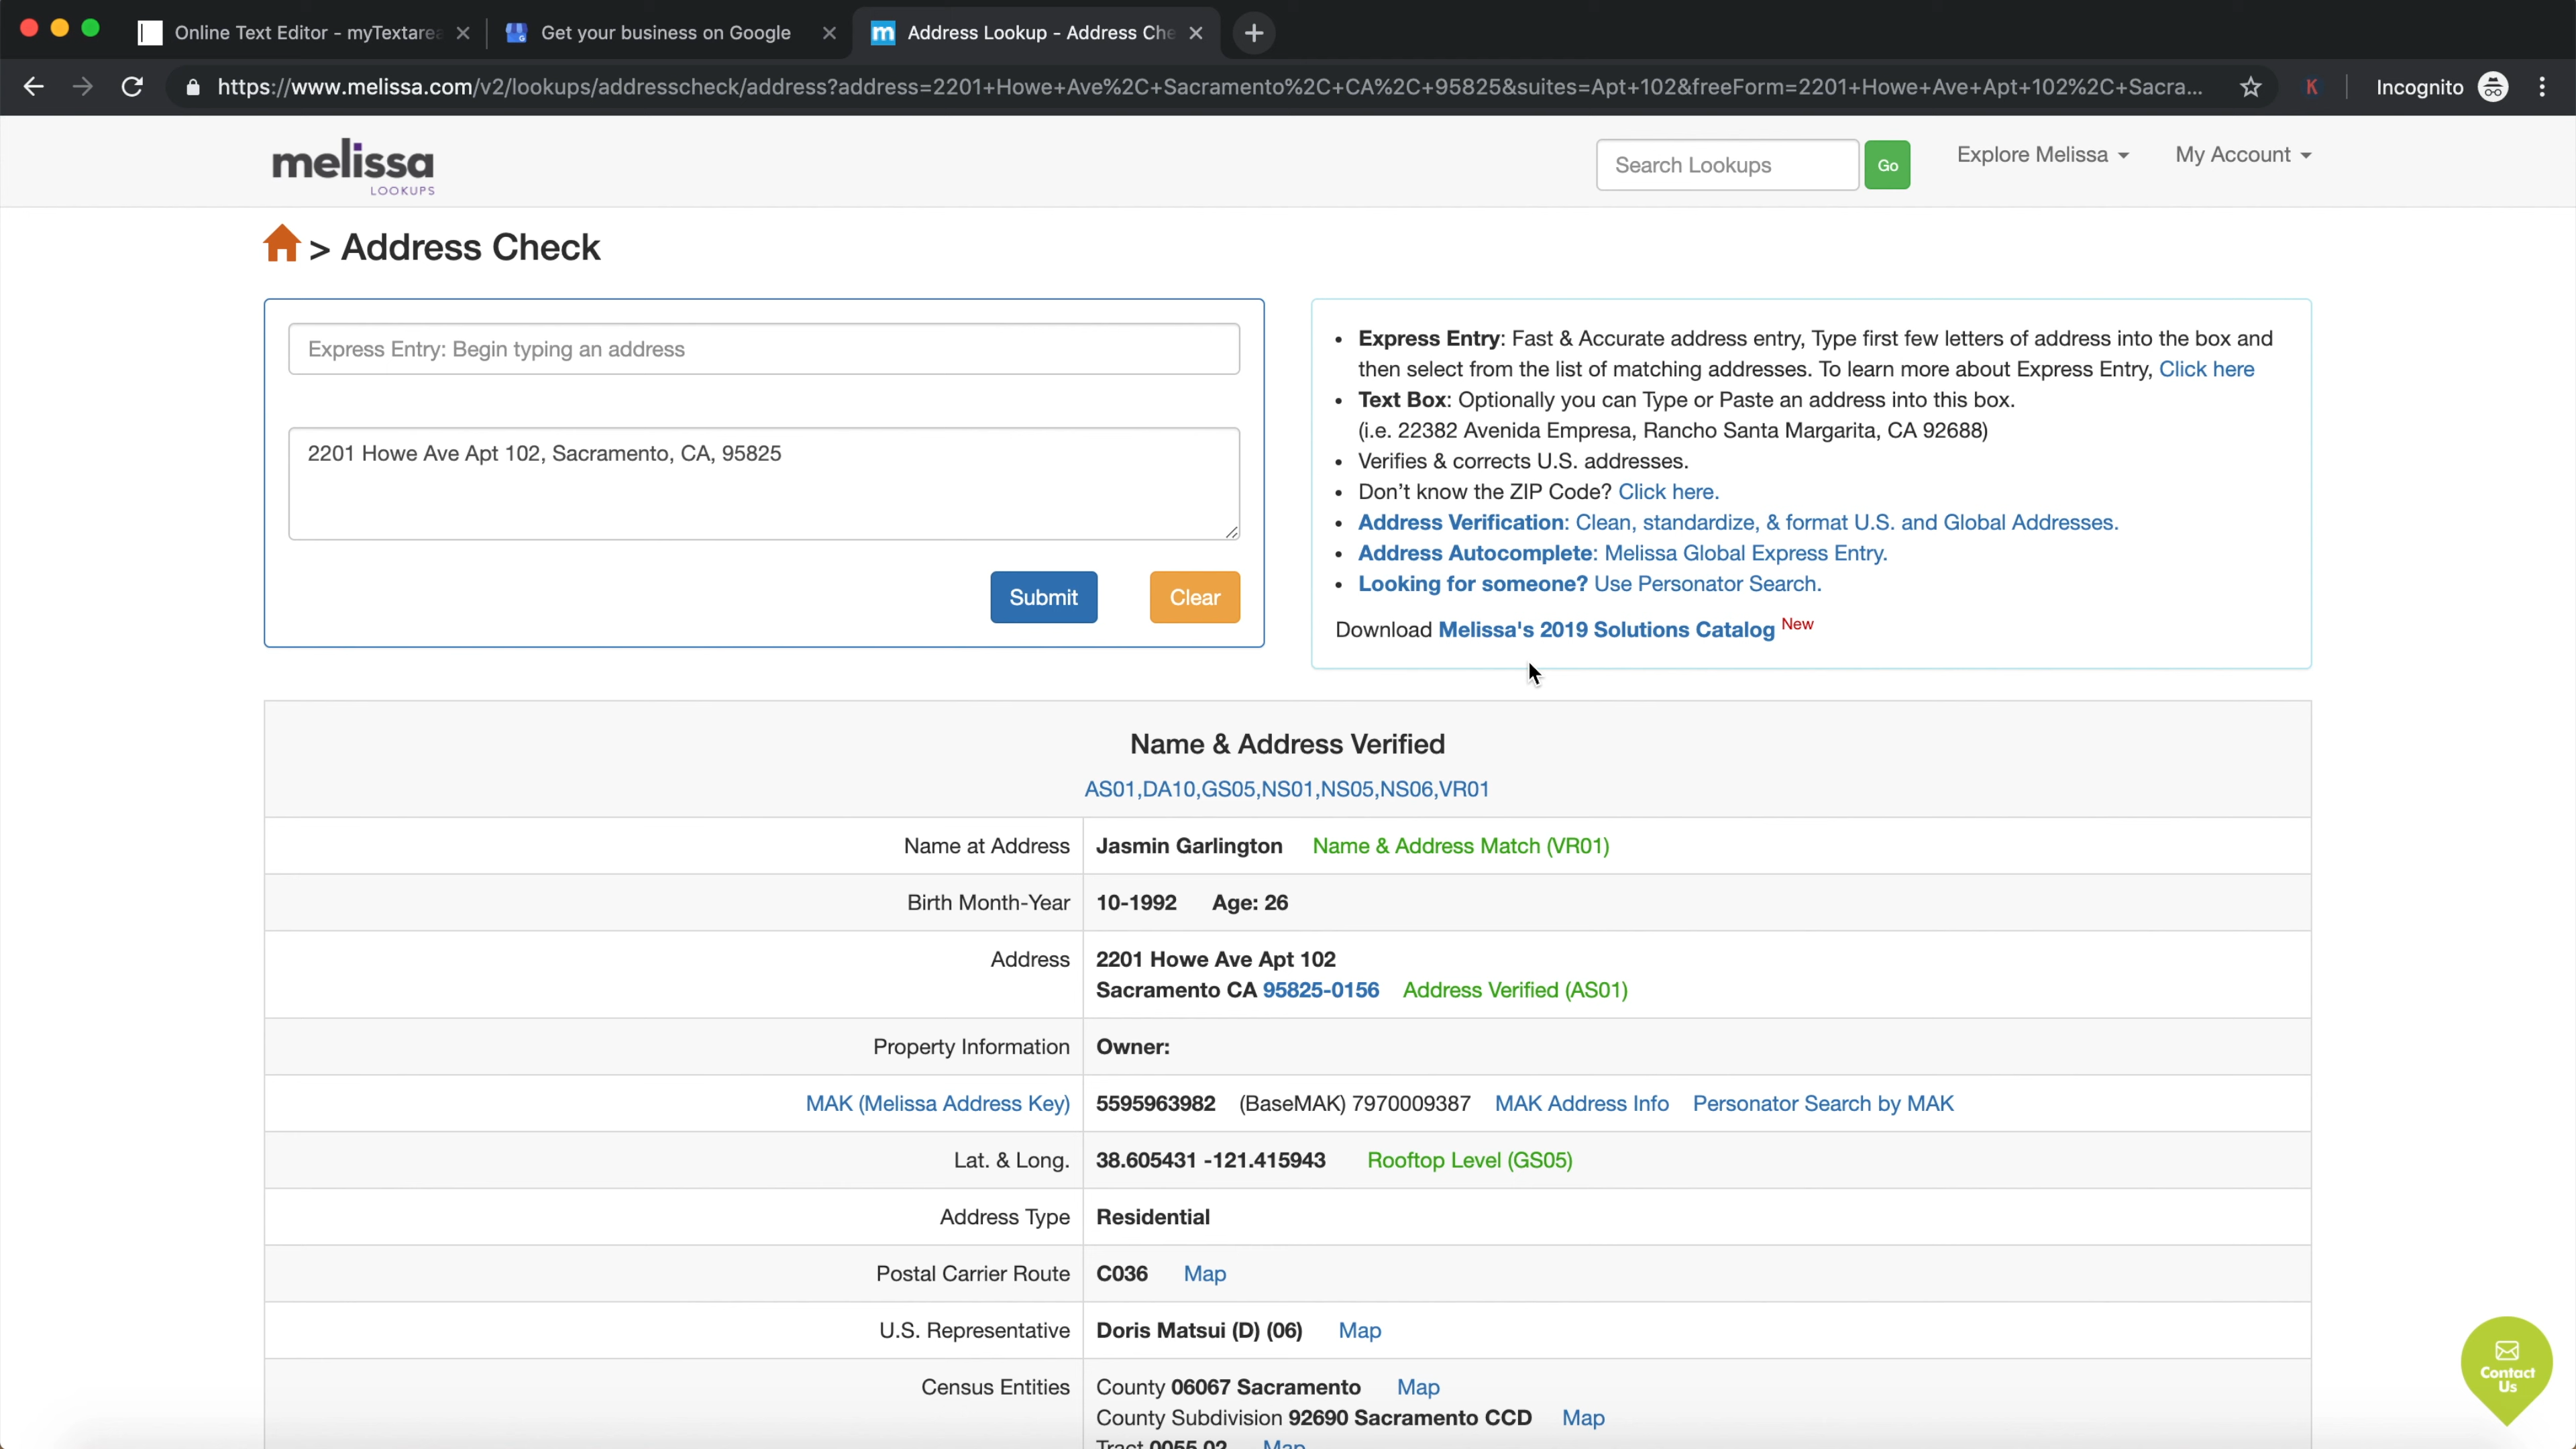 Online Text Editor - myTextarea
Get your business on Google
m Address Lookup - Address Che
https://www.melissa.com/v2/lookups/addresscheck/address?address=2201+Howe+Ave%2C+Sacramento%2C+CA%2C+95825&suites=Apt+102&freeForm=2201+Howe+Ave+Apt+102%2C+Sacra...
K
Incognito
melissa
LOOKUPS
Search Lookups
Go
Explore Melissa
My Account
> Address Check
Express Entry: Begin typing an address
2201 Howe Ave Apt 102, Sacramento, CA, 95825
Submit
Clear
• Express Entry: Fast & Accurate address entry, Type first few letters of address into the box and
then select from the list of matching addresses. To learn more about Express Entry, Click here
• Text Box: Optionally you can Type or Paste an address into this box.
(i.e. 22382 Avenida Empresa, Rancho Santa Margarita, CA 92688)
• Verifies & corrects U.S. addresses.
• Don't know the ZIP Code? Click here.
• Address Verification: Clean, standardize, & format U.S. and Global Addresses.
• Address Autocomplete: Melissa Global Express Entry.
• Looking for someone? Use Personator Search.
Download Melissa's 2019 Solutions Catalog New
Name & Address Verified
AS01,DA10,GS05,NS01,NS05,NS06,VR01
Name at Address Jasmin Garlington Name & Address Match (VR01)
Birth Month-Year 10-1992 Age: 26
Address 2201 Howe Ave Apt 102
Sacramento CA 95825-0156 Address Verified (AS01)
Property Information Owner:
MAK (Melissa Address Key) 5595963982 (BaseMAK) 7970009387 MAK Address Info Personator Search by MAK
Lat. & Long. 38.605431 -121.415943 Rooftop Level (GS05)
Address Type Residential
Postal Carrier Route C036 Map
U.S. Representative Doris Matsui (D) (06) Map
Census Entities County 06067 Sacramento Map
County Subdivision 92690 Sacramento CCD Map
Tract 0055.02 Map
Contact
Us